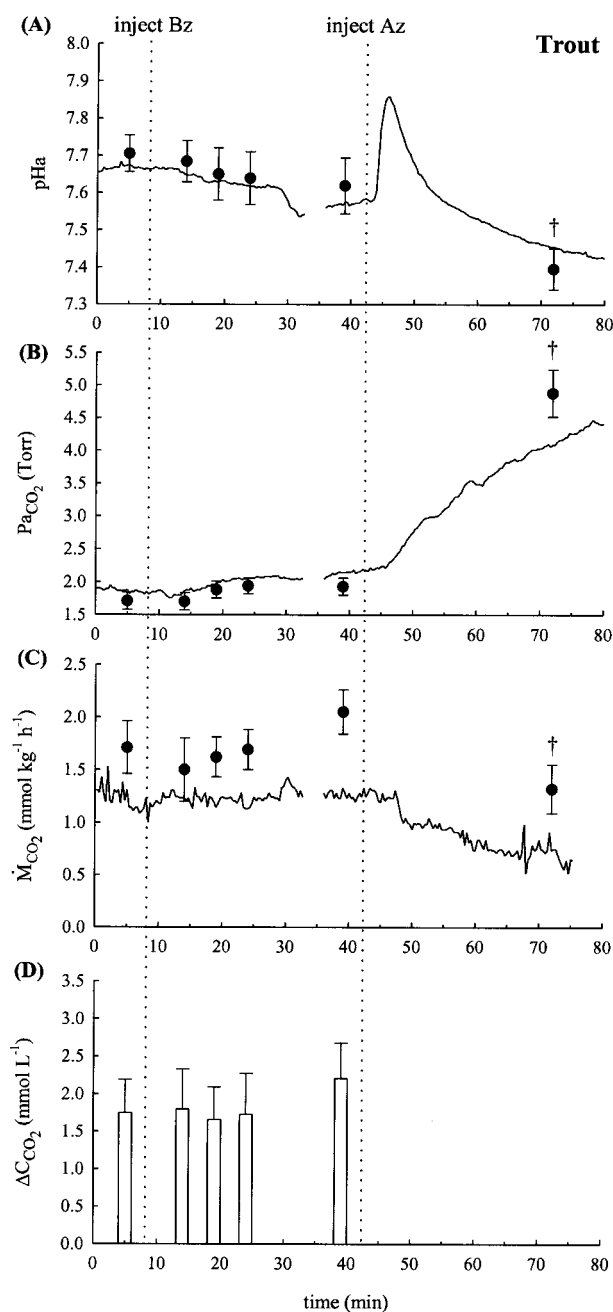 (A)
inject Bz
inject Az
Trout
8.0
7.9
7.8
7.7
7.6
7.5
7.4
7.3
pHa
†
0 10 20 30 40 50 60 70 80
(B)
5.5
5.0
4.5
4.0
3.5
3.0
2.5
2.0
1.5
PaCO2 (Torr)
†
0 10 20 30 40 50 60 70 80
(C)
2.5
2.0
1.5
1.0
0.5
0.0
ṀCO2 (mmol kg-1 h-1)
†
0 10 20 30 40 50 60 70 80
(D)
3.5
3.0
2.5
2.0
1.5
1.0
0.5
0.0
ΔCCO2 (mmol L-1)
0 10 20 30 40 50 60 70 80
time (min)